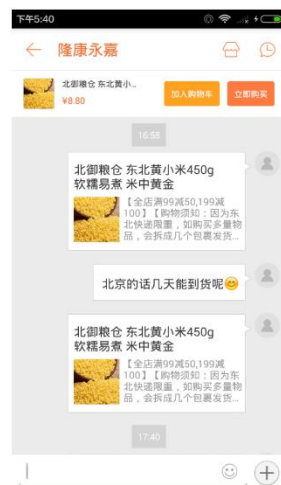 下午5:40
隆康永嘉
北御粮仓 东北黄小...
¥8.80
加入购物车
立即购买
16:58
北御粮仓 东北黄小米450g
软糯易煮 米中黄金
【全店满99减50,199减
100】【购物须知：因为东
北快递限重，如购买多量物
品，会拆成几个包裹发货...
北京的话几天能到货呢
北御粮仓 东北黄小米450g
软糯易煮 米中黄金
【全店满99减50,199减
100】【购物须知：因为东
北快递限重，如购买多量物
品，会拆成几个包裹发货...
17:40